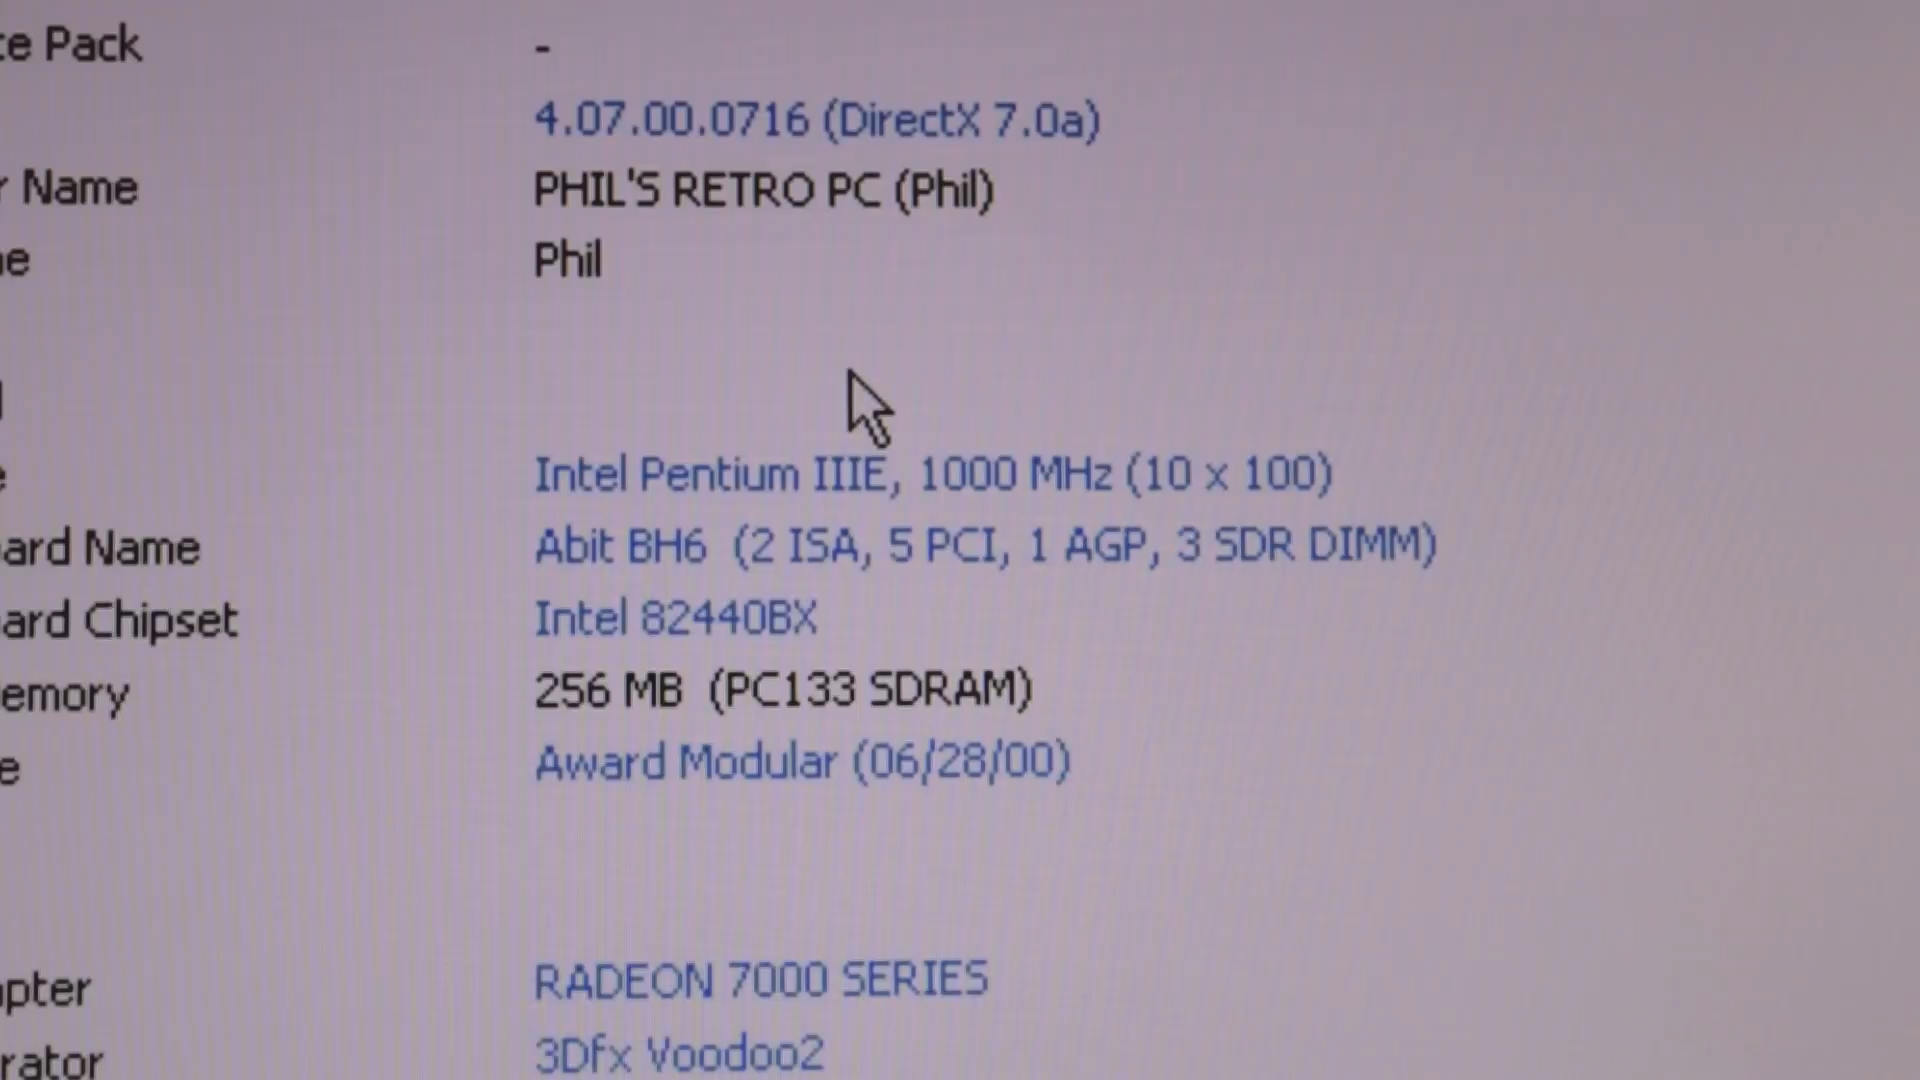 te Pack -
4.07.00.0716 (DirectX 7.0a)
r Name PHIL'S RETRO PC (Phil)
ne Phil
e Intel Pentium IIIE, 1000 MHz (10 x 100)
ard Name Abit BH6 (2 ISA, 5 PCI, 1 AGP, 3 SDR DIMM)
ard Chipset Intel 82440BX
emory 256 MB (PC133 SDRAM)
e Award Modular (06/28/00)
pter RADEON 7000 SERIES
rator 3Dfx Voodoo2